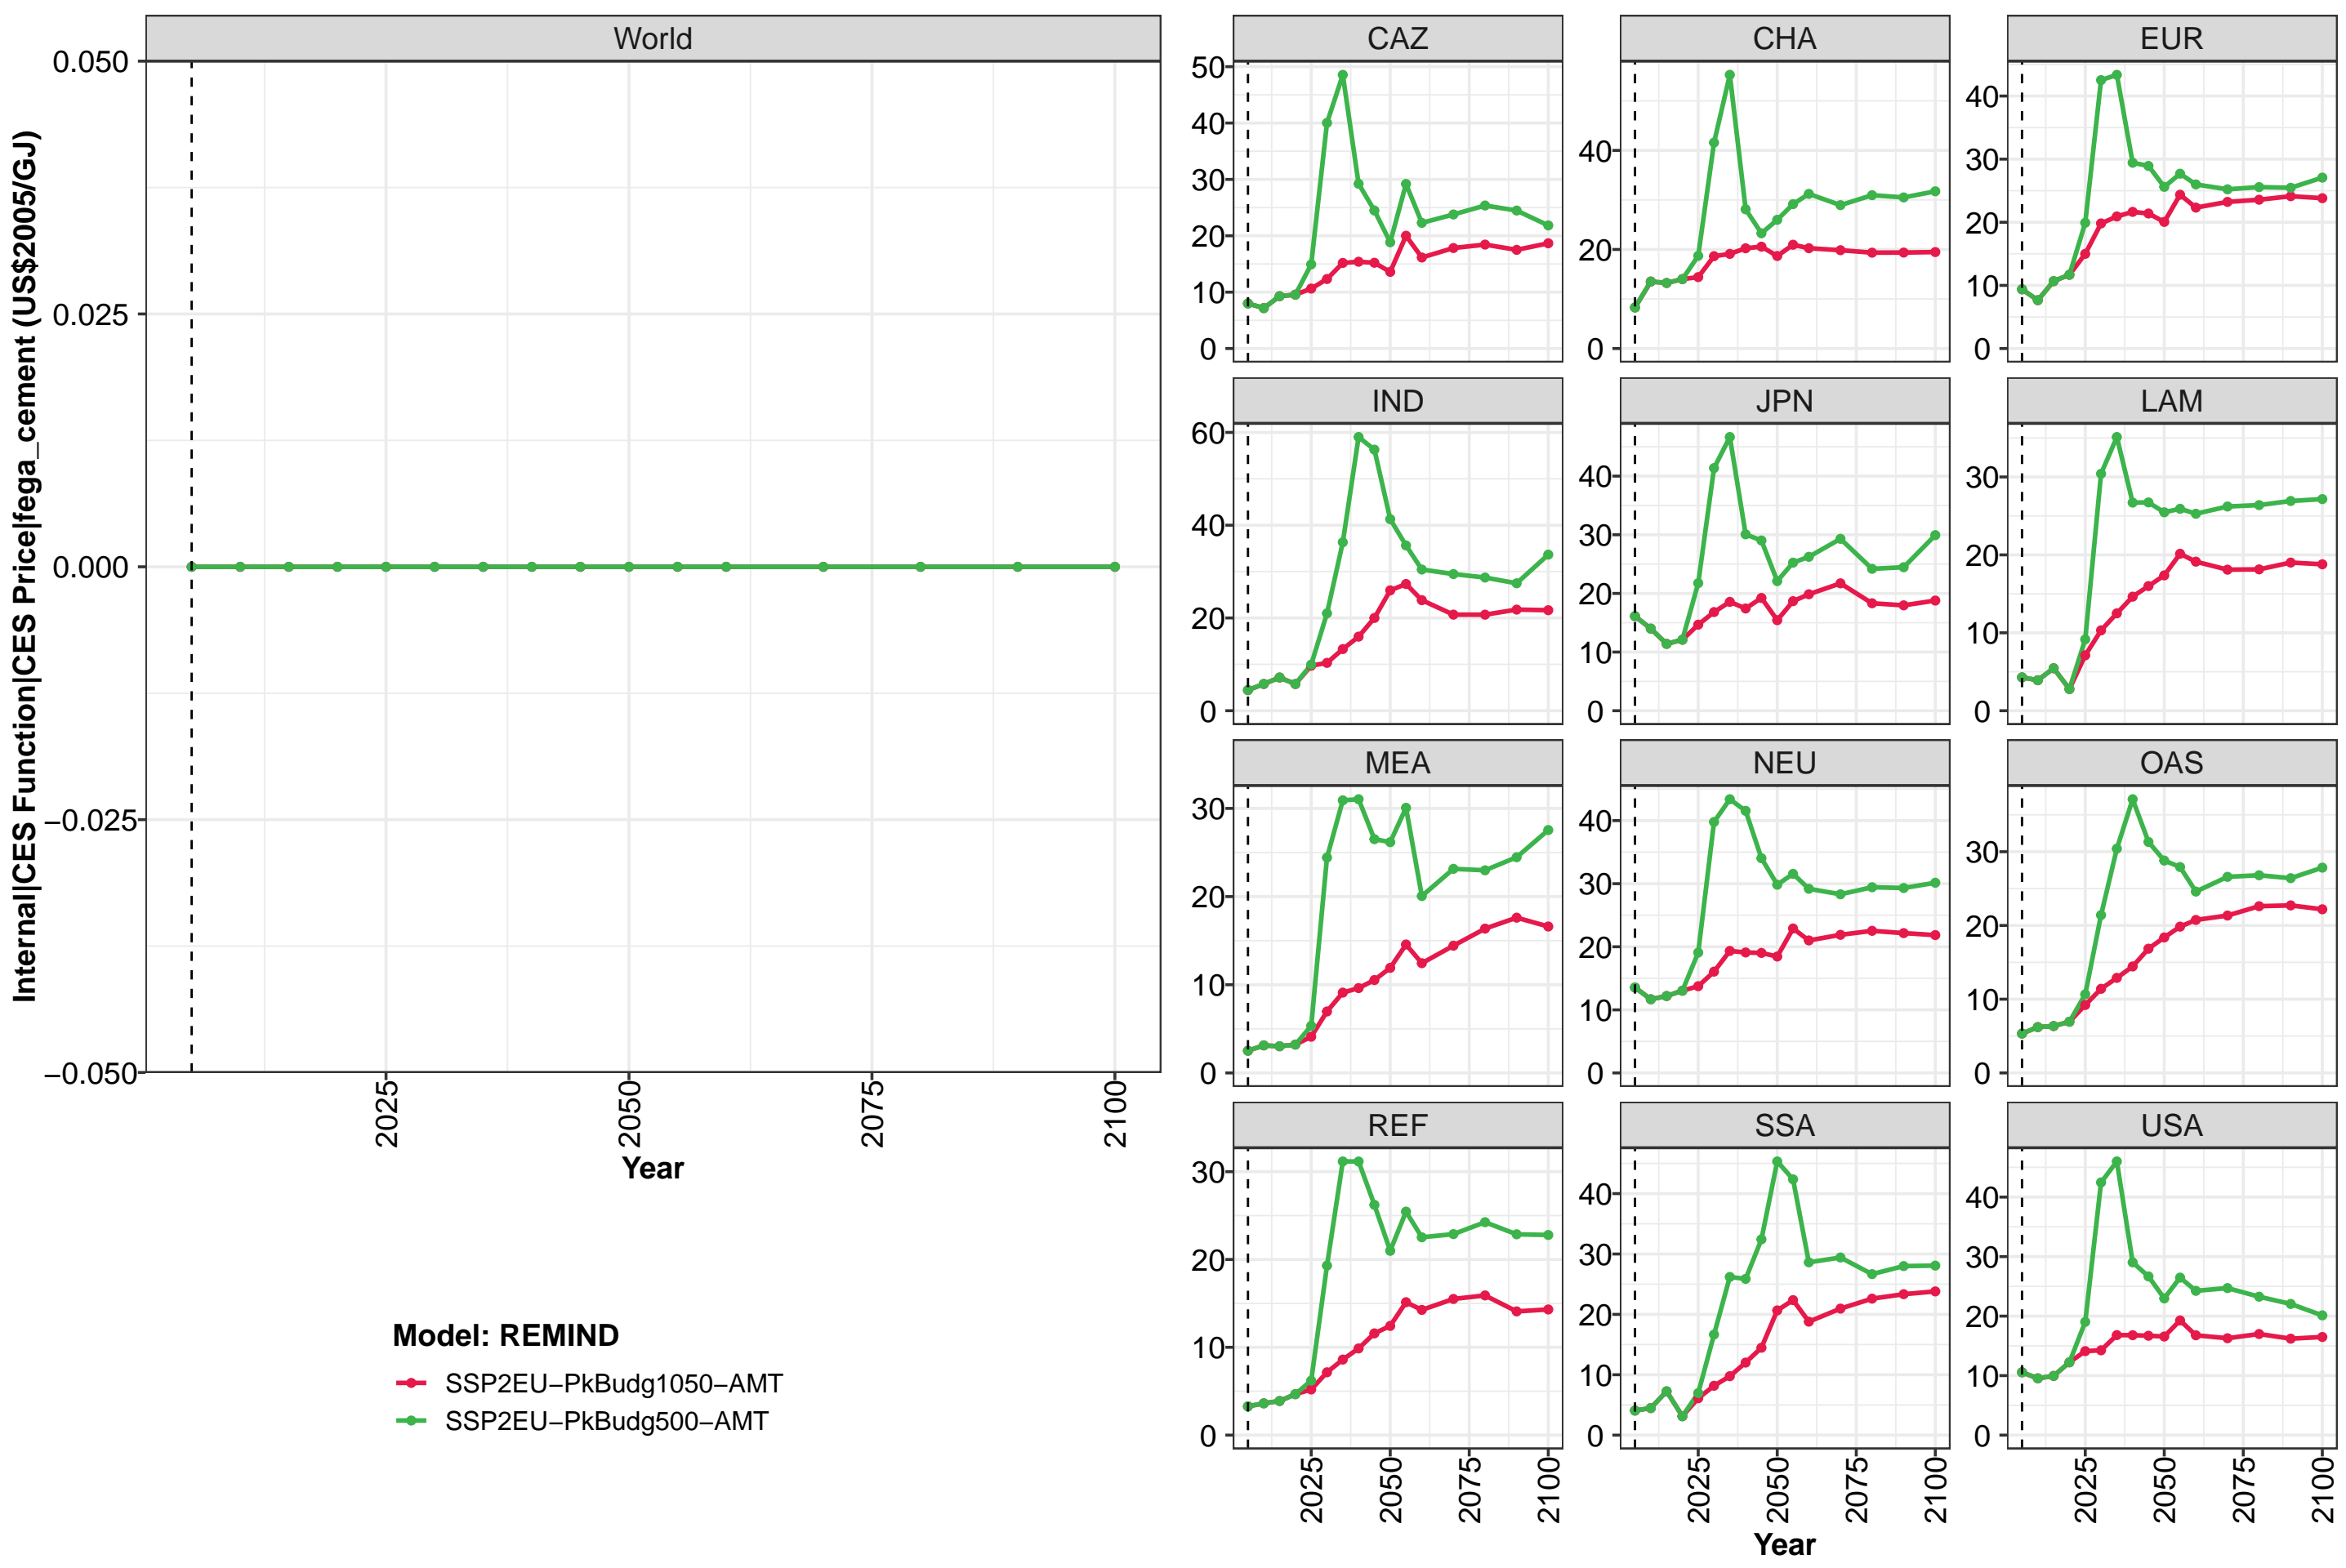 World
Internal|CES Function|CES Price|fega_cement (US$2005/GJ)
0.050
0.025
0.000
−0.025
−0.050
2025 2050 2075 2100
Year
Model: REMIND
SSP2EU−PkBudg1050−AMT
SSP2EU−PkBudg500−AMT
CAZ
50
40
30
20
10
0
CHA
40
20
0
EUR
40
30
20
10
0
IND
60
40
20
0
JPN
40
30
20
10
0
LAM
30
20
10
0
MEA
30
20
10
0
NEU
40
30
20
10
0
OAS
30
20
10
0
REF
30
20
10
0
2025 2050 2075 2100
SSA
40
30
20
10
0
2025 2050 2075 2100
USA
40
30
20
10
0
2025 2050 2075 2100
Year